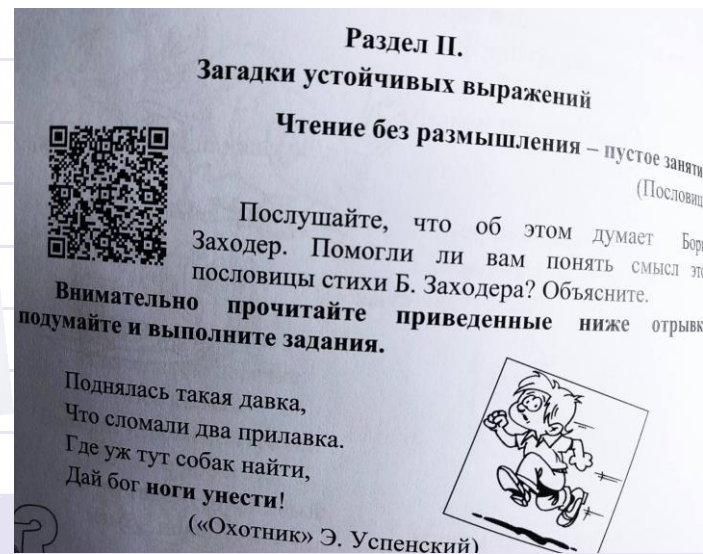 Раздел II.
Загадки устойчивых выражений
Чтение без размышления – пустое заняти
(Пословиц
Послушайте, что об этом думает Бори
Заходер. Помогли ли вам понять смысл это
пословицы стихи Б. Заходера? Объясните.
Внимательно прочитайте приведенные ниже отрывк
подумайте и выполните задания.
Поднялась такая давка,
Что сломали два прилавка.
Где уж тут собак найти,
Дай бог ноги унести!
(«Охотник» Э. Успенский)
?